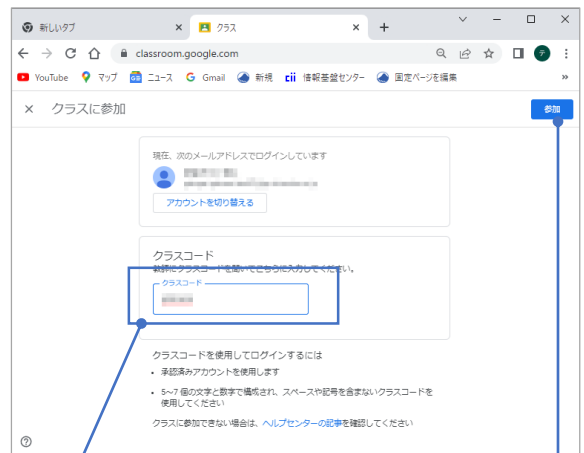 新しいタブ
クラス
classroom.google.com
テ
YouTube マップ ニュース Gmail 新規 cii 情報基盤センター 固定ページを編集 »
クラスに参加
参加
現在、次のメールアドレスでログインしています
アカウントを切り替える
クラスコード
教師にクラスコードを聞いてこちらに入力してください。
クラスコード
クラスコードを使用してログインするには
• 承認済みアカウントを使用します
• 5~7 個の文字と数字で構成され、スペースや記号を含まないクラスコードを
使用してください
クラスに参加できない場合は、ヘルプセンターの記事を確認してください